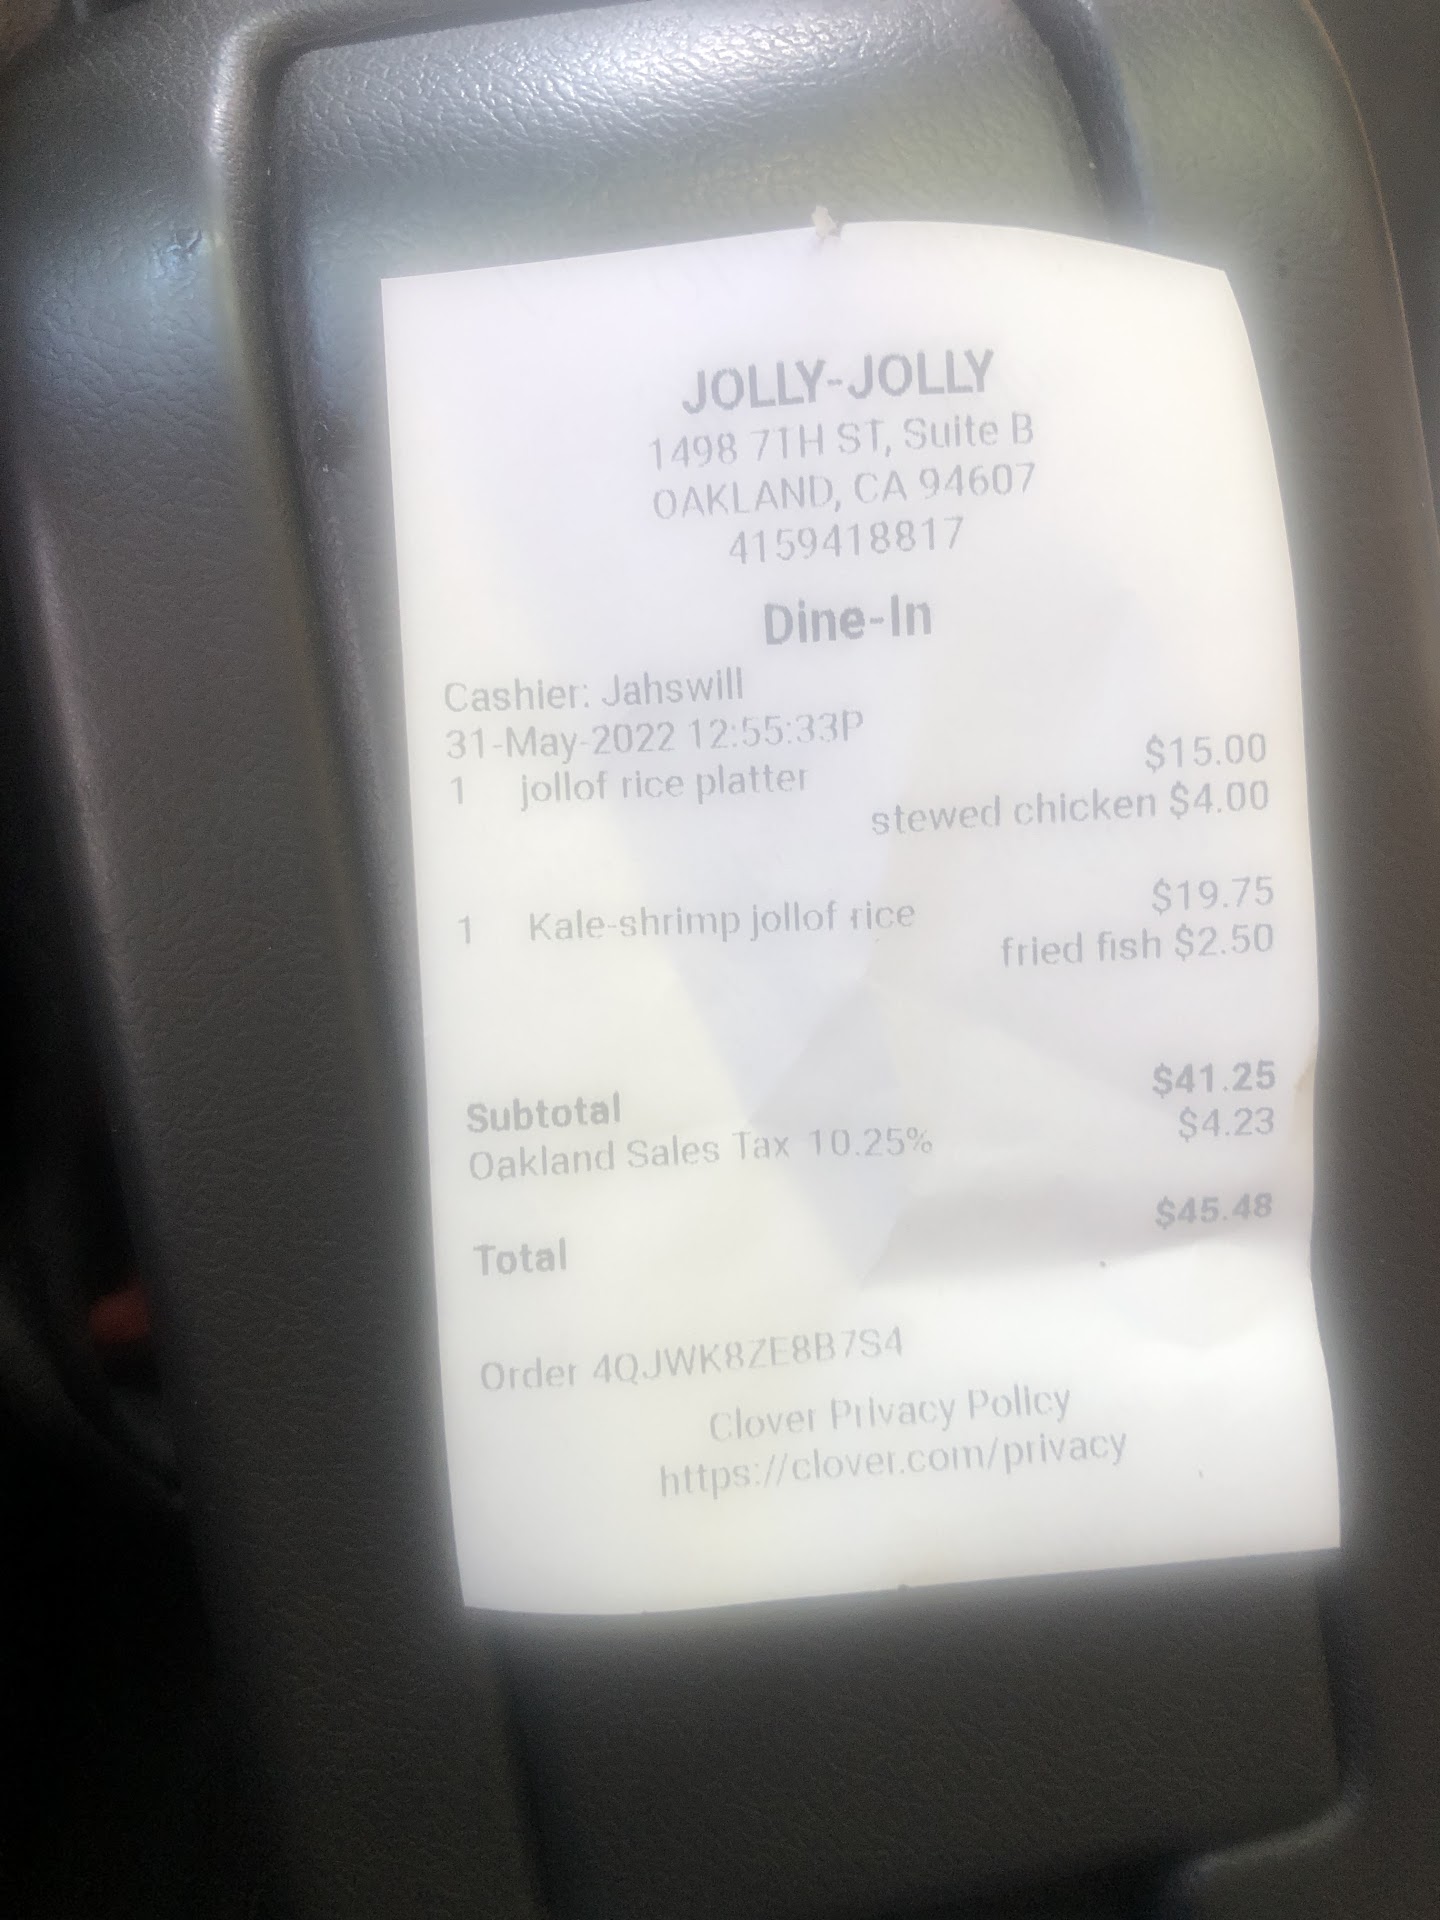 JOLLY-JOLLY
1498 7TH ST, Suite B
OAKLAND, CA 94607
4159418817
Dine-In
Cashier: Jahswill
31-May-2022 12:55:33P
1 jollof rice platter $15.00
stewed chicken $4.00
1 Kale-shrimp jollof rice $19.75
fried fish $2.50
Subtotal $41.25
Oakland Sales Tax 10.25% $4.23
Total $45.48
Order 4QJWK8ZE8B7S4
Clover Privacy Policy
https://clover.com/privacy